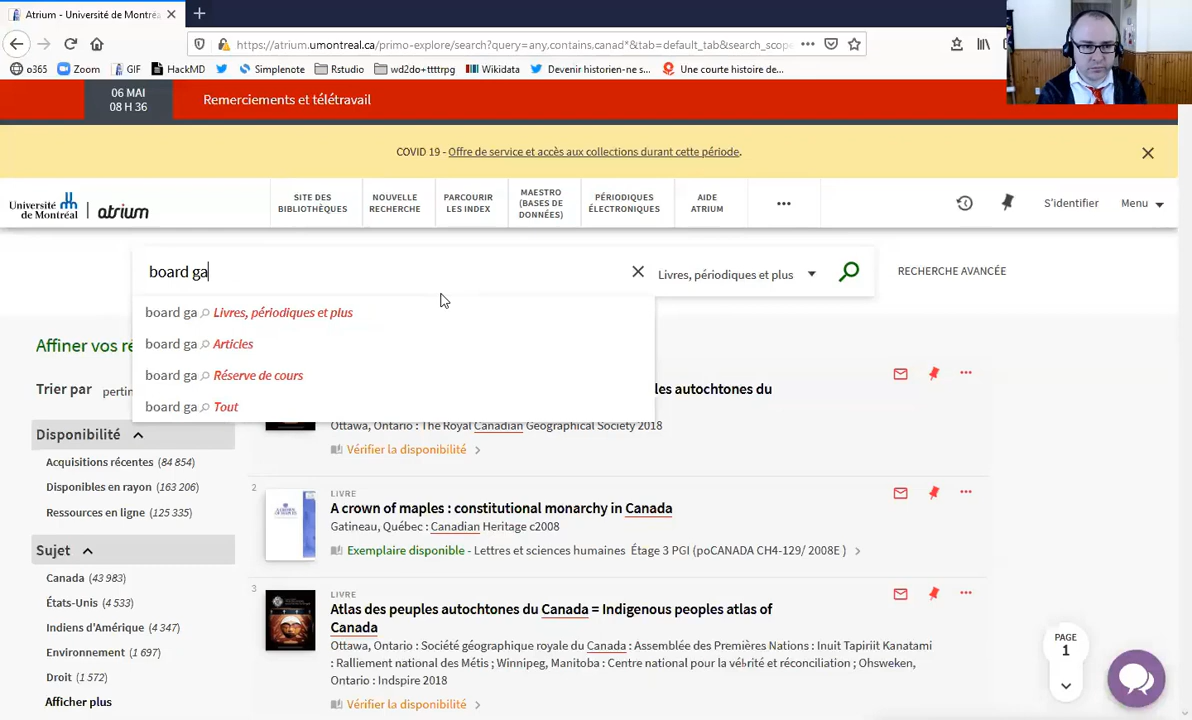 Atrium - Université de Montréa
https://atrium.umontreal.ca/primo-explore/search?query=any.contains.canad*&tab=default_tab&search_scop
o365
Zoom
GIF
HackMD
Simplenote
Rstudio
wd2do+ttttrpg
Wikidata
Devenir historien-ne s...
Une courte histoire de...
06 MAI
08 H 36
Remerciements et télétravail
COVID 19 - Offre de service et accès aux collections durant cette période.
Université de Montréal
atrium
SITE DES BIBLIOTHÈQUES
NOUVELLE RECHERCHE
PARCOURIR LES INDEX
MAESTRO (BASES DE DONNÉES)
PÉRIODIQUES ÉLECTRONIQUES
AIDE ATRIUM
...
S'identifier
Menu
board ga
Livres, périodiques et plus
RECHERCHE AVANCÉE
board ga Livres, périodiques et plus
board ga Articles
board ga Réserve de cours
board ga Tout
Affiner vos ré
Trier par pertin
Disponibilité
Acquisitions récentes (84 854)
Disponibles en rayon (163 206)
Ressources en ligne (125 335)
Sujet
Canada (43 983)
États-Unis (4 533)
Indiens d'Amérique (4 347)
Environnement (1 697)
Droit (1 572)
Afficher plus
les autochtones du
Ottawa, Ontario : The Royal Canadian Geographical Society 2018
Vérifier la disponibilité
2
LIVRE
A crown of maples : constitutional monarchy in Canada
Gatineau, Québec : Canadian Heritage c2008
Exemplaire disponible - Lettres et sciences humaines Étage 3 PGI (poCANADA CH4-129/ 2008E )
3
LIVRE
Atlas des peuples autochtones du Canada = Indigenous peoples atlas of
Canada
Ottawa, Ontario : Société géographique royale du Canada : Assemblée des Premières Nations : Inuit Tapiriit Kanatami
: Ralliement national des Métis ; Winnipeg, Manitoba : Centre national pour la vébrité et réconciliation ; Ohsweken,
Ontario : Indspire 2018
Vérifier la disponibilité
PAGE
1